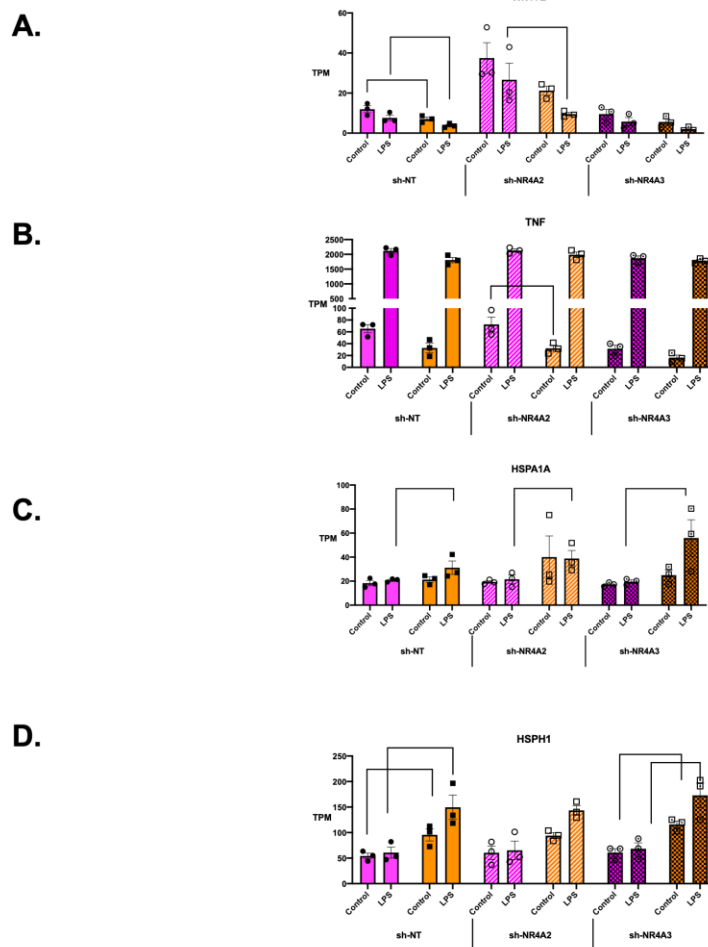 A.
60
40
TPM
20
0
Control LPS Control LPS Control LPS Control LPS Control LPS Control LPS
sh-NT sh-NR4A2 sh-NR4A3
B.
TNF
2500
2000
1500
1000
500
TPM
100
80
60
40
20
0
Control LPS Control LPS Control LPS Control LPS Control LPS Control LPS
sh-NT sh-NR4A2 sh-NR4A3
C.
HSPA1A
100
80
60
TPM
40
20
0
Control LPS Control LPS Control LPS Control LPS Control LPS Control LPS
sh-NT sh-NR4A2 sh-NR4A3
D.
HSPH1
250
200
150
TPM
100
50
0
Control LPS Control LPS Control LPS Control LPS Control LPS Control LPS
sh-NT sh-NR4A2 sh-NR4A3